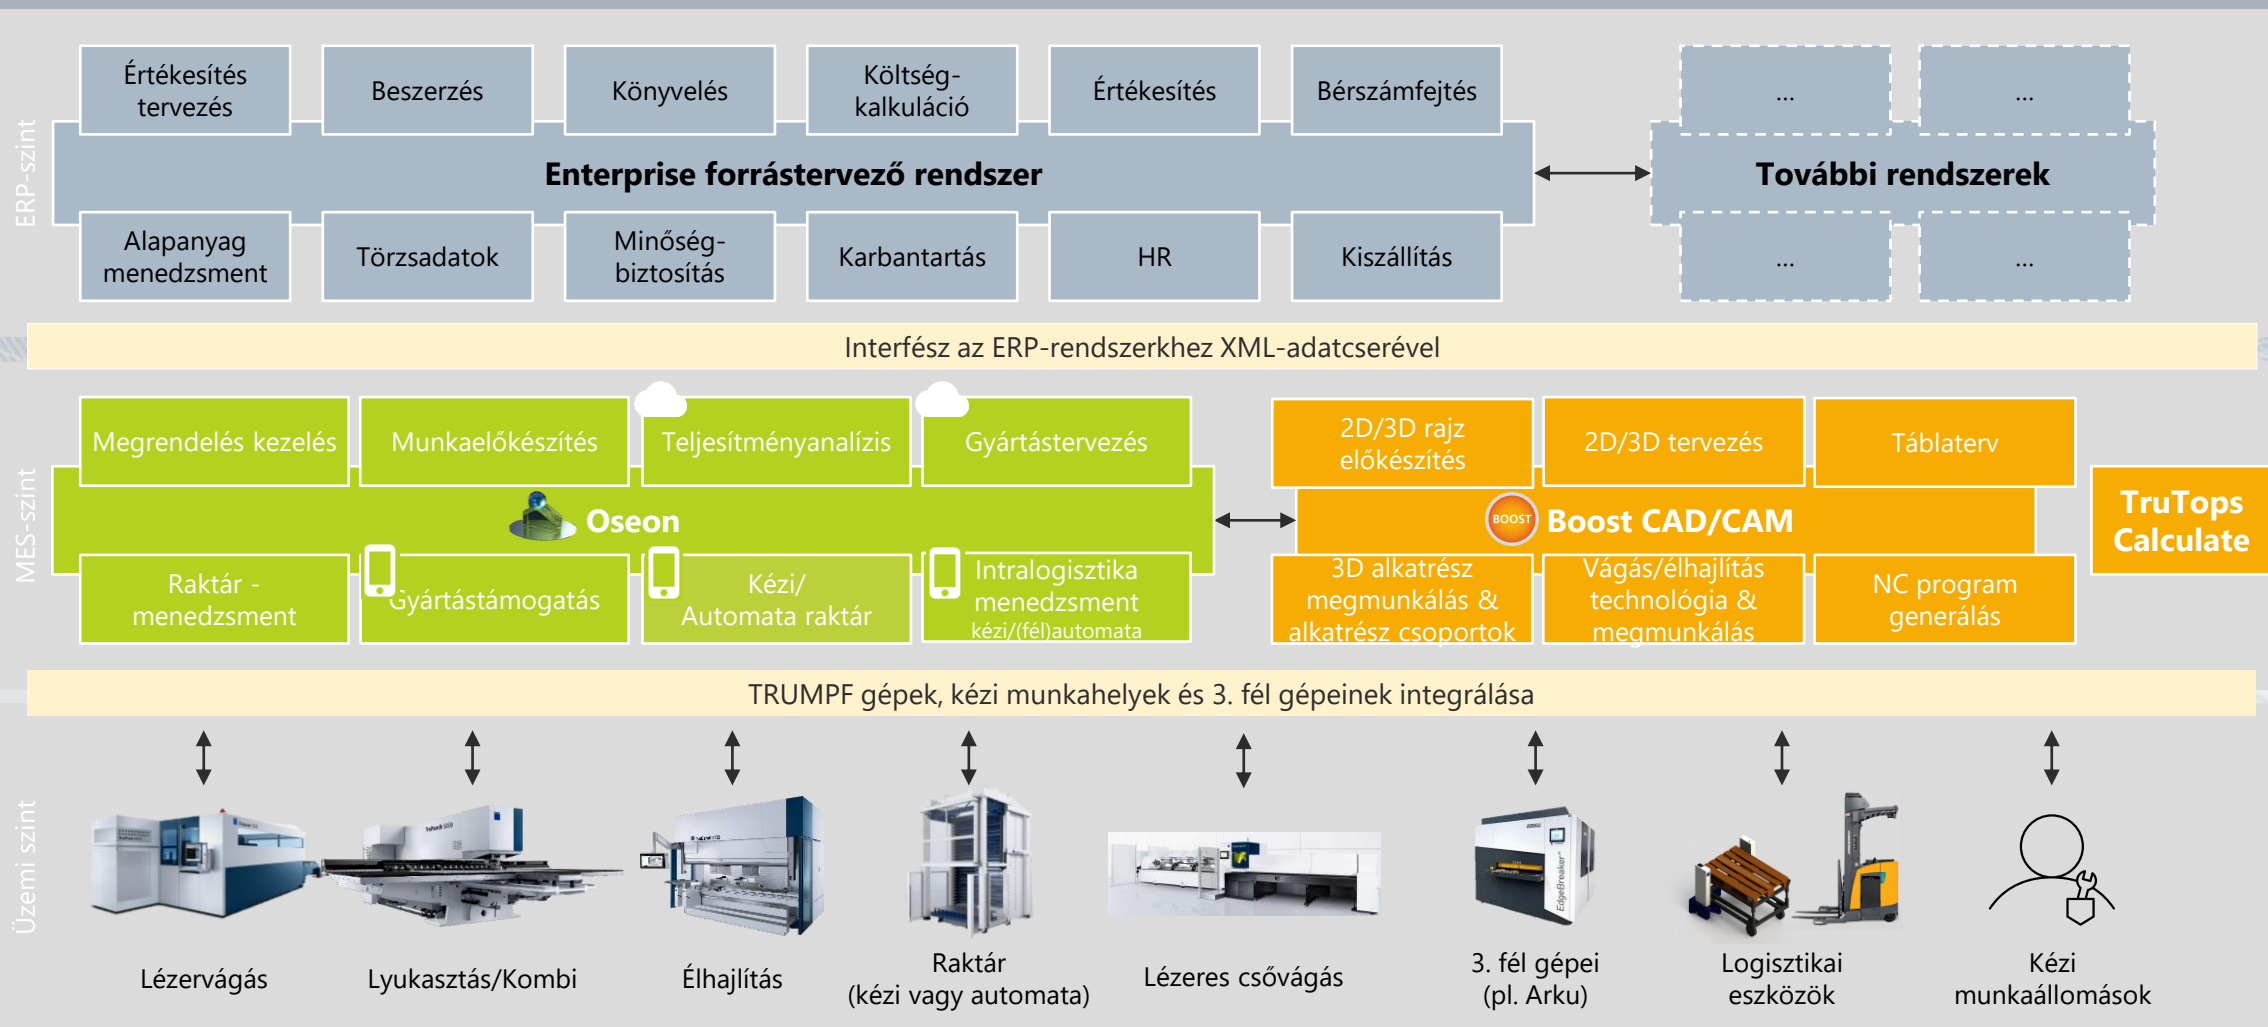 ERP-szint
Értékesítés
tervezés
Beszerzés
Könyvelés
Költség-
kalkuláció
Értékesítés
Bérszámfejtés
...
...
Enterprise forrástervező rendszer
További rendszerek
Alapanyag
menedzsment
Törzsadatok
Minőség-
biztosítás
Karbantartás
HR
Kiszállítás
...
...
Interfész az ERP-rendszerkhez XML-adatcserével
MES-szint
Megrendelés kezelés
Munkaelőkészítés
Teljesítményanalízis
Gyártástervezés
2D/3D rajz
előkészítés
2D/3D tervezés
Táblaterv
Oseon
BOOST
Boost CAD/CAM
TruTops
Calculate
Raktár -
menedzsment
Gyártástámogatás
Kézi/
Automata raktár
Intralogisztika
menedzsment
kézi/(fél)automata
3D alkatrész
megmunkálás &
alkatrész csoportok
Vágás/élhajlítás
technológia &
megmunkálás
NC program
generálás
TRUMPF gépek, kézi munkahelyek és 3. fél gépeinek integrálása
Üzemi szint
EdgeBreaker
Lézervágás
Lyukasztás/Kombi
Élhajlítás
Raktár
(kézi vagy automata)
Lézeres csővágás
3. fél gépei
(pl. Arku)
Logisztikai
eszközök
Kézi
munkaállomások